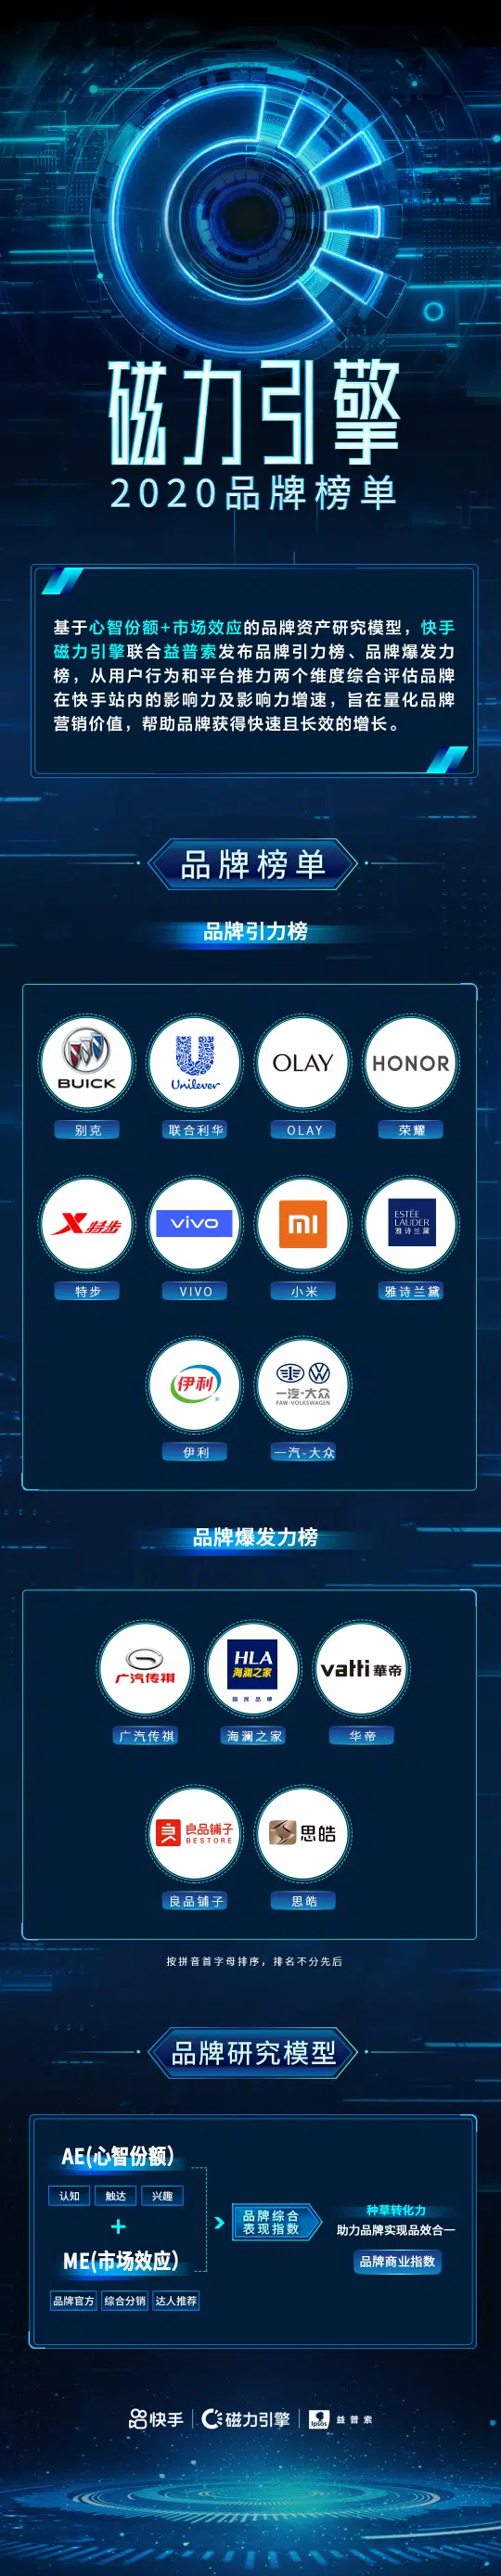 磁力引擎
2020品牌榜单
基于心智份额+市场效应的品牌资产研究模型，快手
磁力引擎联合益普索发布品牌引力榜、品牌爆发力
榜，从用户行为和平台推力两个维度综合评估品牌
在快手站内的影响力及影响力增速，旨在量化品牌
营销价值，帮助品牌获得快速且长效的增长。
品牌榜单
品牌引力榜
BUICK
Unilever
OLAY
HONOR
别克
联合利华
OLAY
荣耀
特步
vivo
mi
ESTÉE
LAUDER
雅诗兰黛
特步
VIVO
小米
雅诗兰黛
伊利
一汽-大众
FAW-VOLKSWAGEN
伊利
一汽-大众
品牌爆发力榜
广汽传祺
HLA
海澜之家
国民品牌
vatti 華帝
广汽传祺
海澜之家
华帝
良 良品铺子
BESTORE
思皓
良品铺子
思皓
按拼音首字母排序，排名不分先后
品牌研究模型
AE(心智份额)
认知 触达 兴趣
+
ME(市场效应)
品牌官方 综合分销 达人推荐
品牌综合
表现指数
种草转化力
助力品牌实现品效合一
品牌商业指数
快手 磁力引擎 Ipsos 益普索